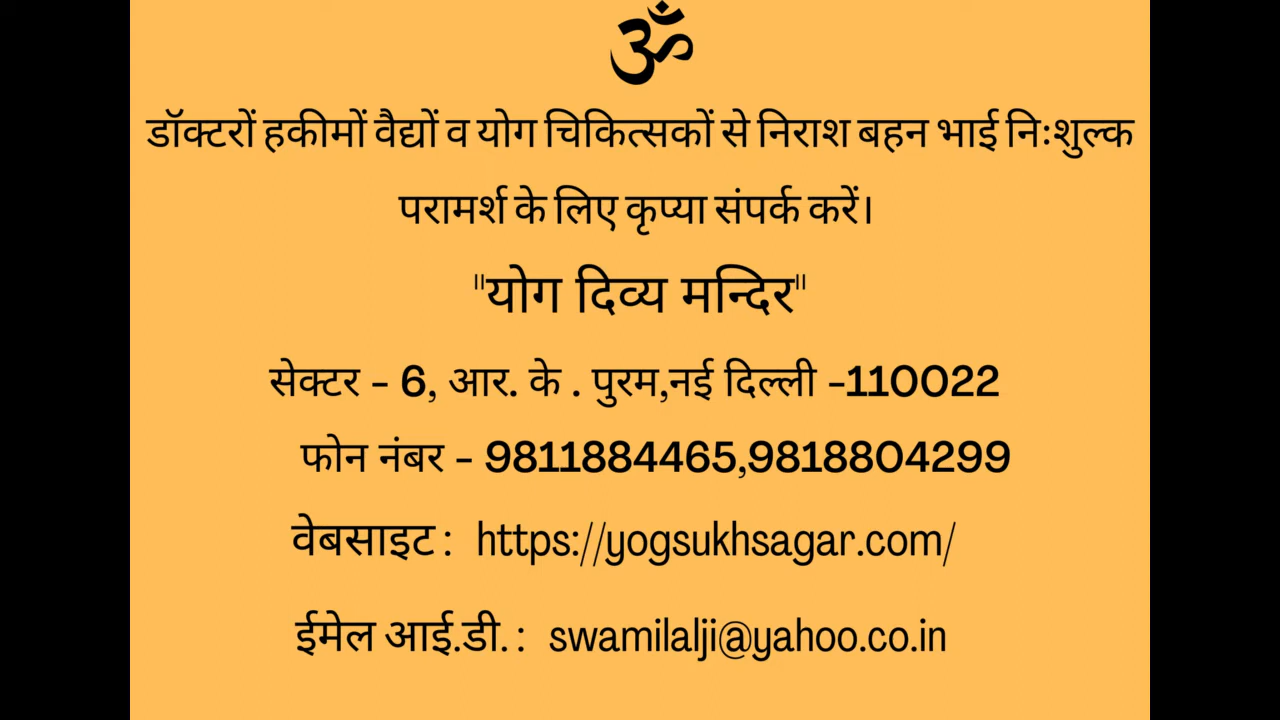 ॐ
डॉक्टरों हकीमों वैद्यों व योग चिकित्सकों से निराश बहन भाई निःशुल्क
परामर्श के लिए कृप्या संपर्क करें।
"योग दिव्य मन्दिर"
सेक्टर - 6, आर. के . पुरम,नई दिल्ली -110022
फोन नंबर - 9811884465,9818804299
वेबसाइट : https://yogsukhsagar.com/
ईमेल आई.डी. : swamilalji@yahoo.co.in